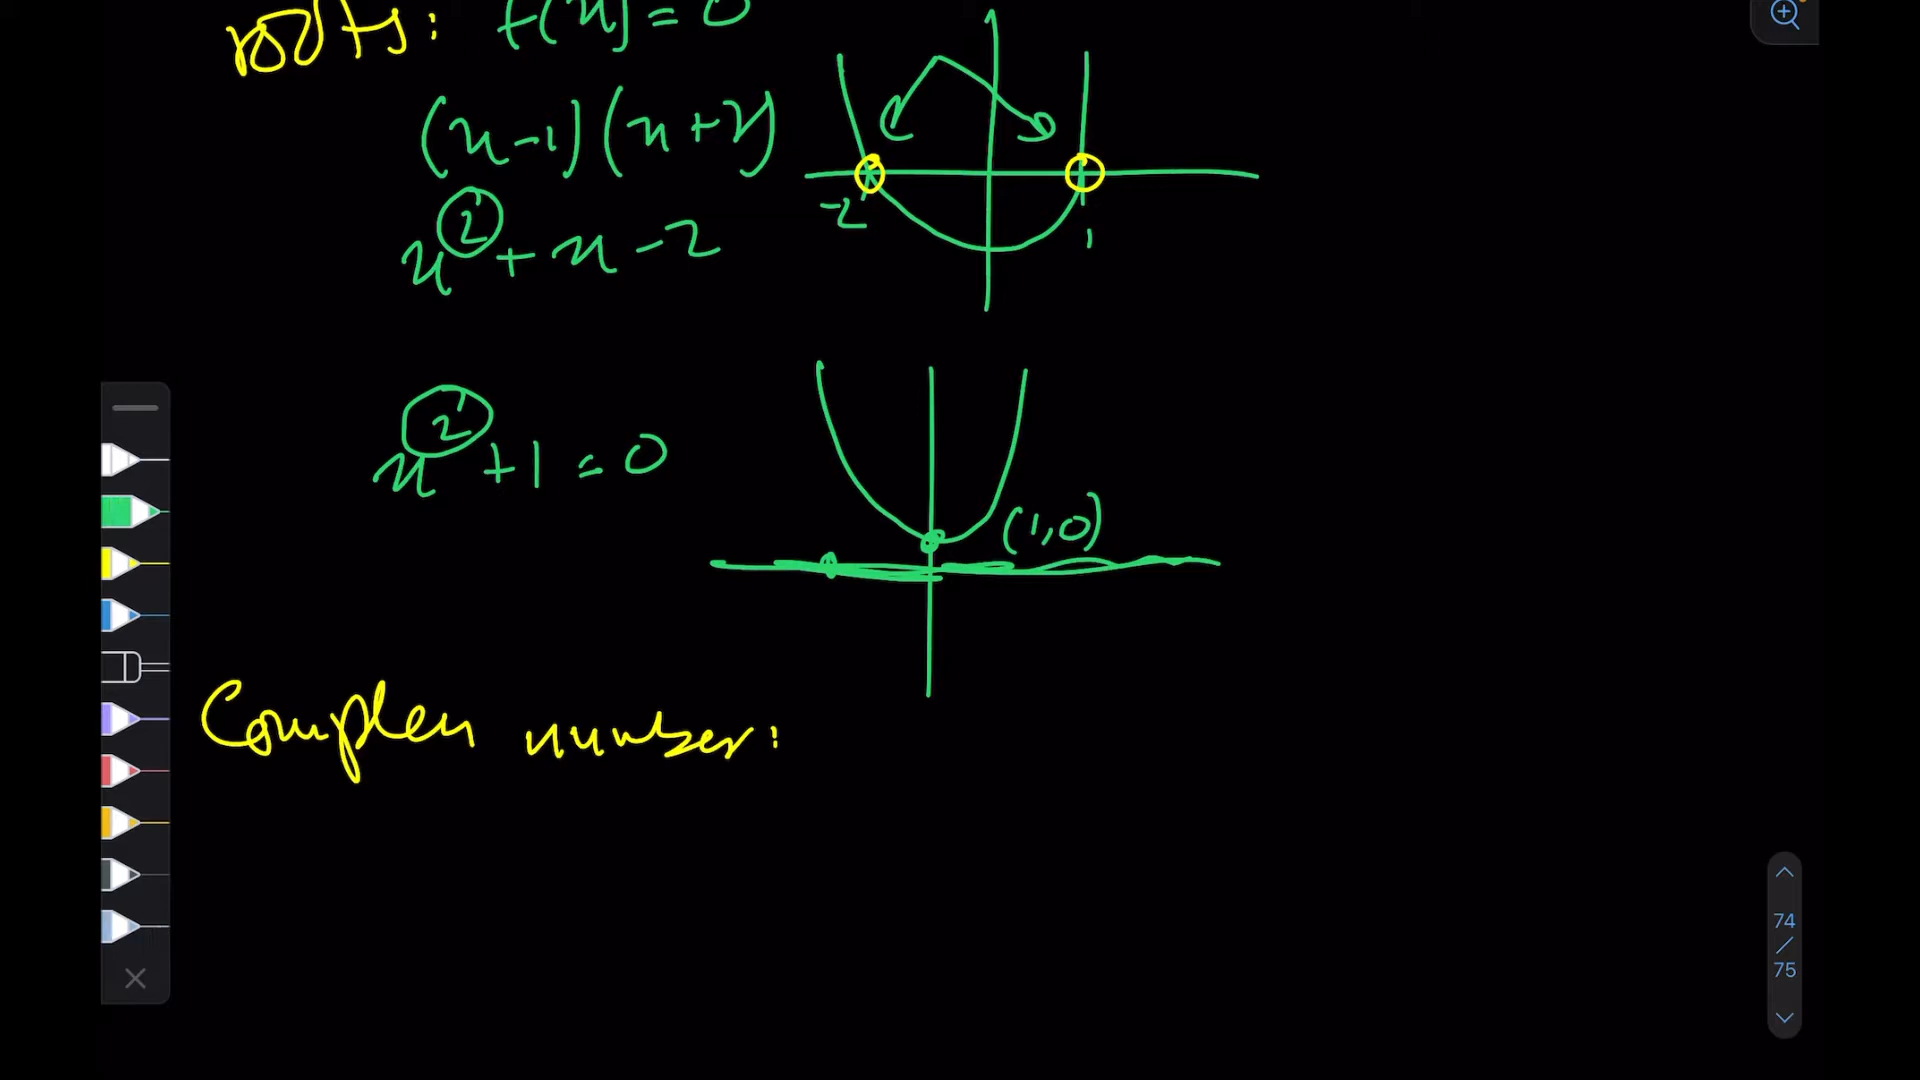 roots: f(x) = 0
(x-1)(x+2)
-2
1
x² + x - 2
x² + 1 = 0
(1,0)
Complex number:
74
/
75